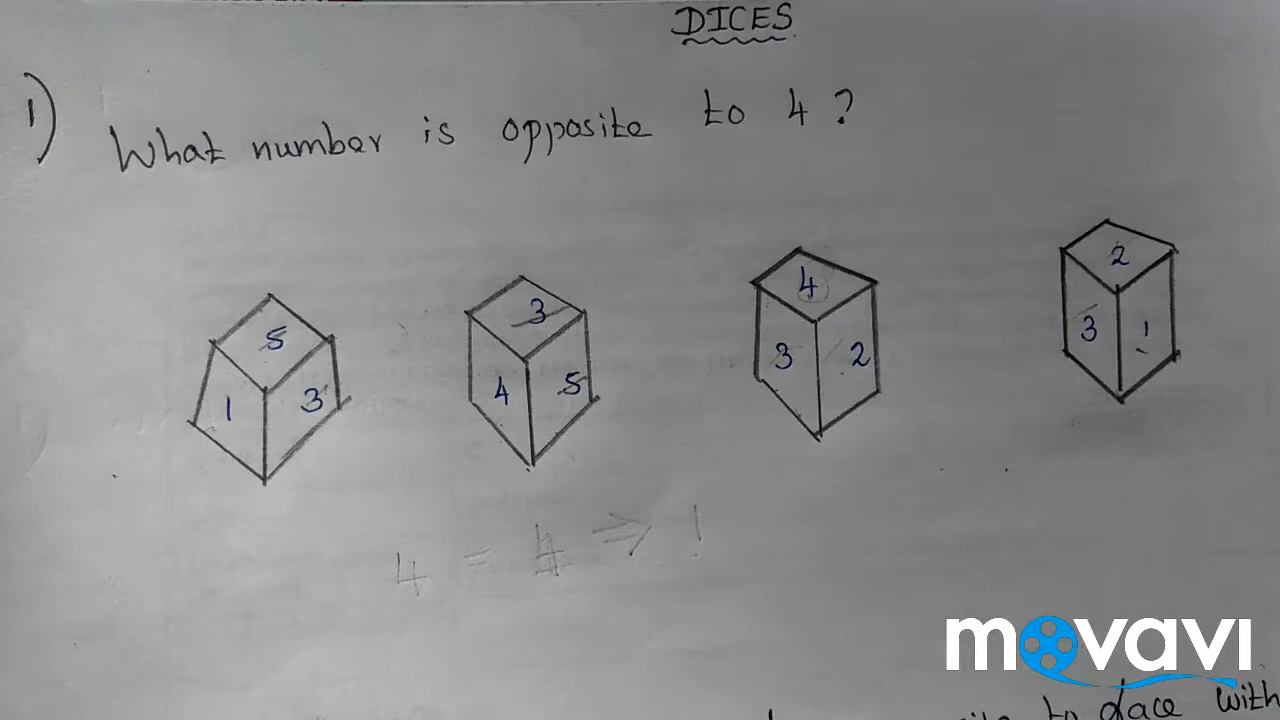 DICES
1) What number is opposite to 4?
5 1 3
3 4 5
4 3 2
2 3 1
4 = 4 ⇒ 1
movavi
to face with